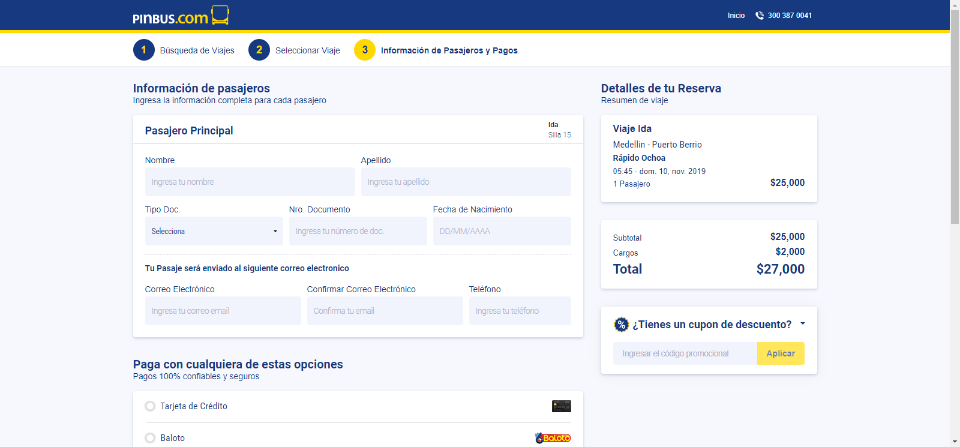 PINBUS.COM
Inicio
300 387 0041
1 Búsqueda de Viajes
2 Seleccionar Viaje
3 Información de Pasajeros y Pagos
Información de pasajeros
Ingresa la información completa para cada pasajero
Pasajero Principal
Ida
Silla 15
Nombre
Apellido
Ingresa tu nombre
Ingresa tu apellido
Tipo Doc.
Nro. Documento
Fecha de Nacimiento
Selecciona
Ingresa tu número de doc.
DD/MM/AAAA
Tu Pasaje será enviado al siguiente correo electronico
Correo Electrónico
Confirmar Correo Electrónico
Teléfono
Ingresa tu correo email
Confirma tu email
Ingresa tu teléfono
Paga con cualquiera de estas opciones
Pagos 100% confiables y seguros
Tarjeta de Crédito
Baloto
Baloto
Detalles de tu Reserva
Resumen de viaje
Viaje Ida
Medellin - Puerto Berrio
Rápido Ochoa
05:45 - dom. 10, nov. 2019
1 Pasajero
$25,000
Subtotal
$25,000
Cargos
$2,000
Total
$27,000
% ¿Tienes un cupon de descuento?
Ingresar el código promocional
Aplicar